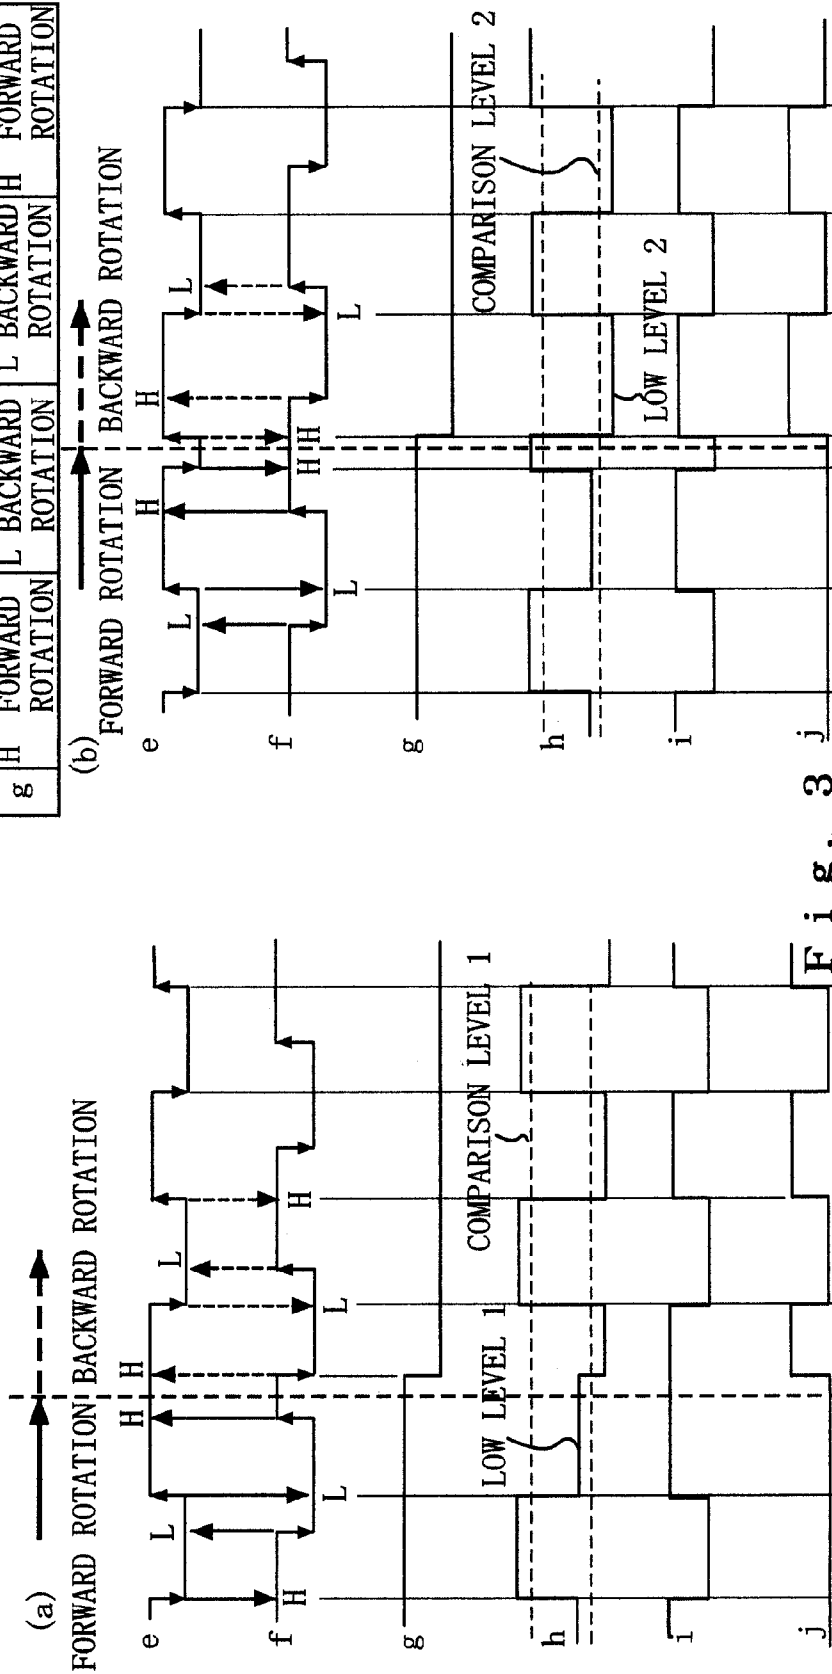 g H FORWARD ROTATION L BACKWARD ROTATION L BACKWARD ROTATION H FORWARD ROTATION
(a)
FORWARD ROTATION BACKWARD ROTATION
H H
e
L L
f
H L L H
g
COMPARISON LEVEL 1
LOW LEVEL 1
h
i
j
(b)
FORWARD ROTATION BACKWARD ROTATION
H H
e
L L
f
L H H L
g
COMPARISON LEVEL 2
h
LOW LEVEL 2
i
j
Fig. 3